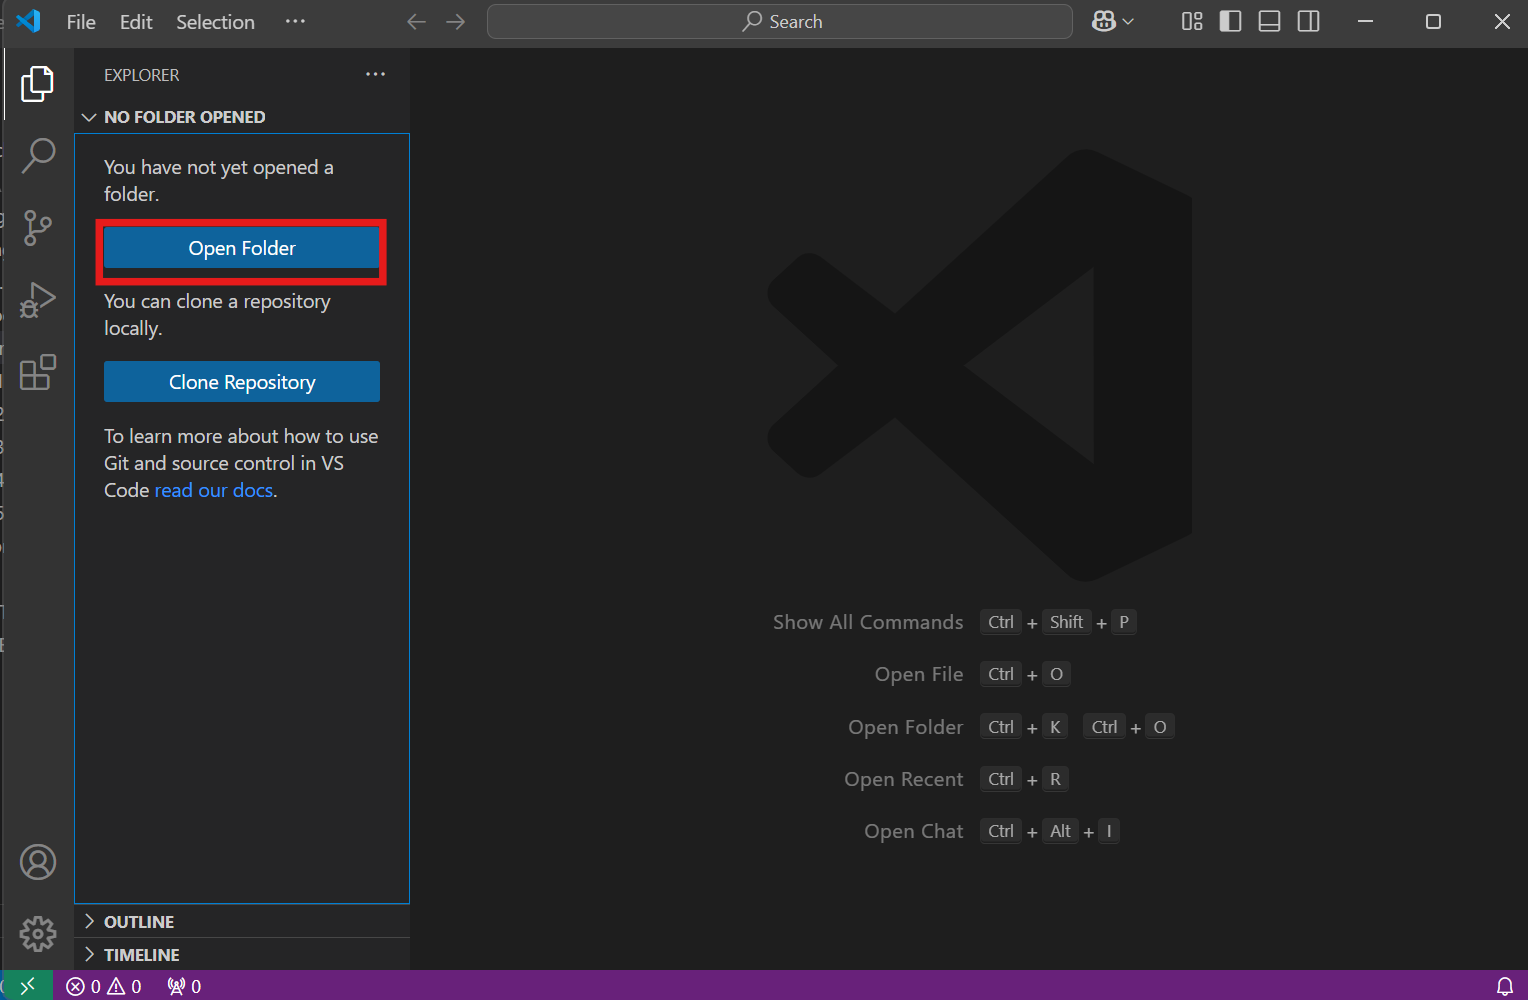 File Edit Selection ···
Search
EXPLORER ···
NO FOLDER OPENED
You have not yet opened a
folder.
Open Folder
You can clone a repository
locally.
Clone Repository
To learn more about how to use
Git and source control in VS
Code read our docs.
Show All Commands Ctrl + Shift + P
Open File Ctrl + O
Open Folder Ctrl + K Ctrl + O
Open Recent Ctrl + R
Open Chat Ctrl + Alt + I
OUTLINE
TIMELINE
0 0 0